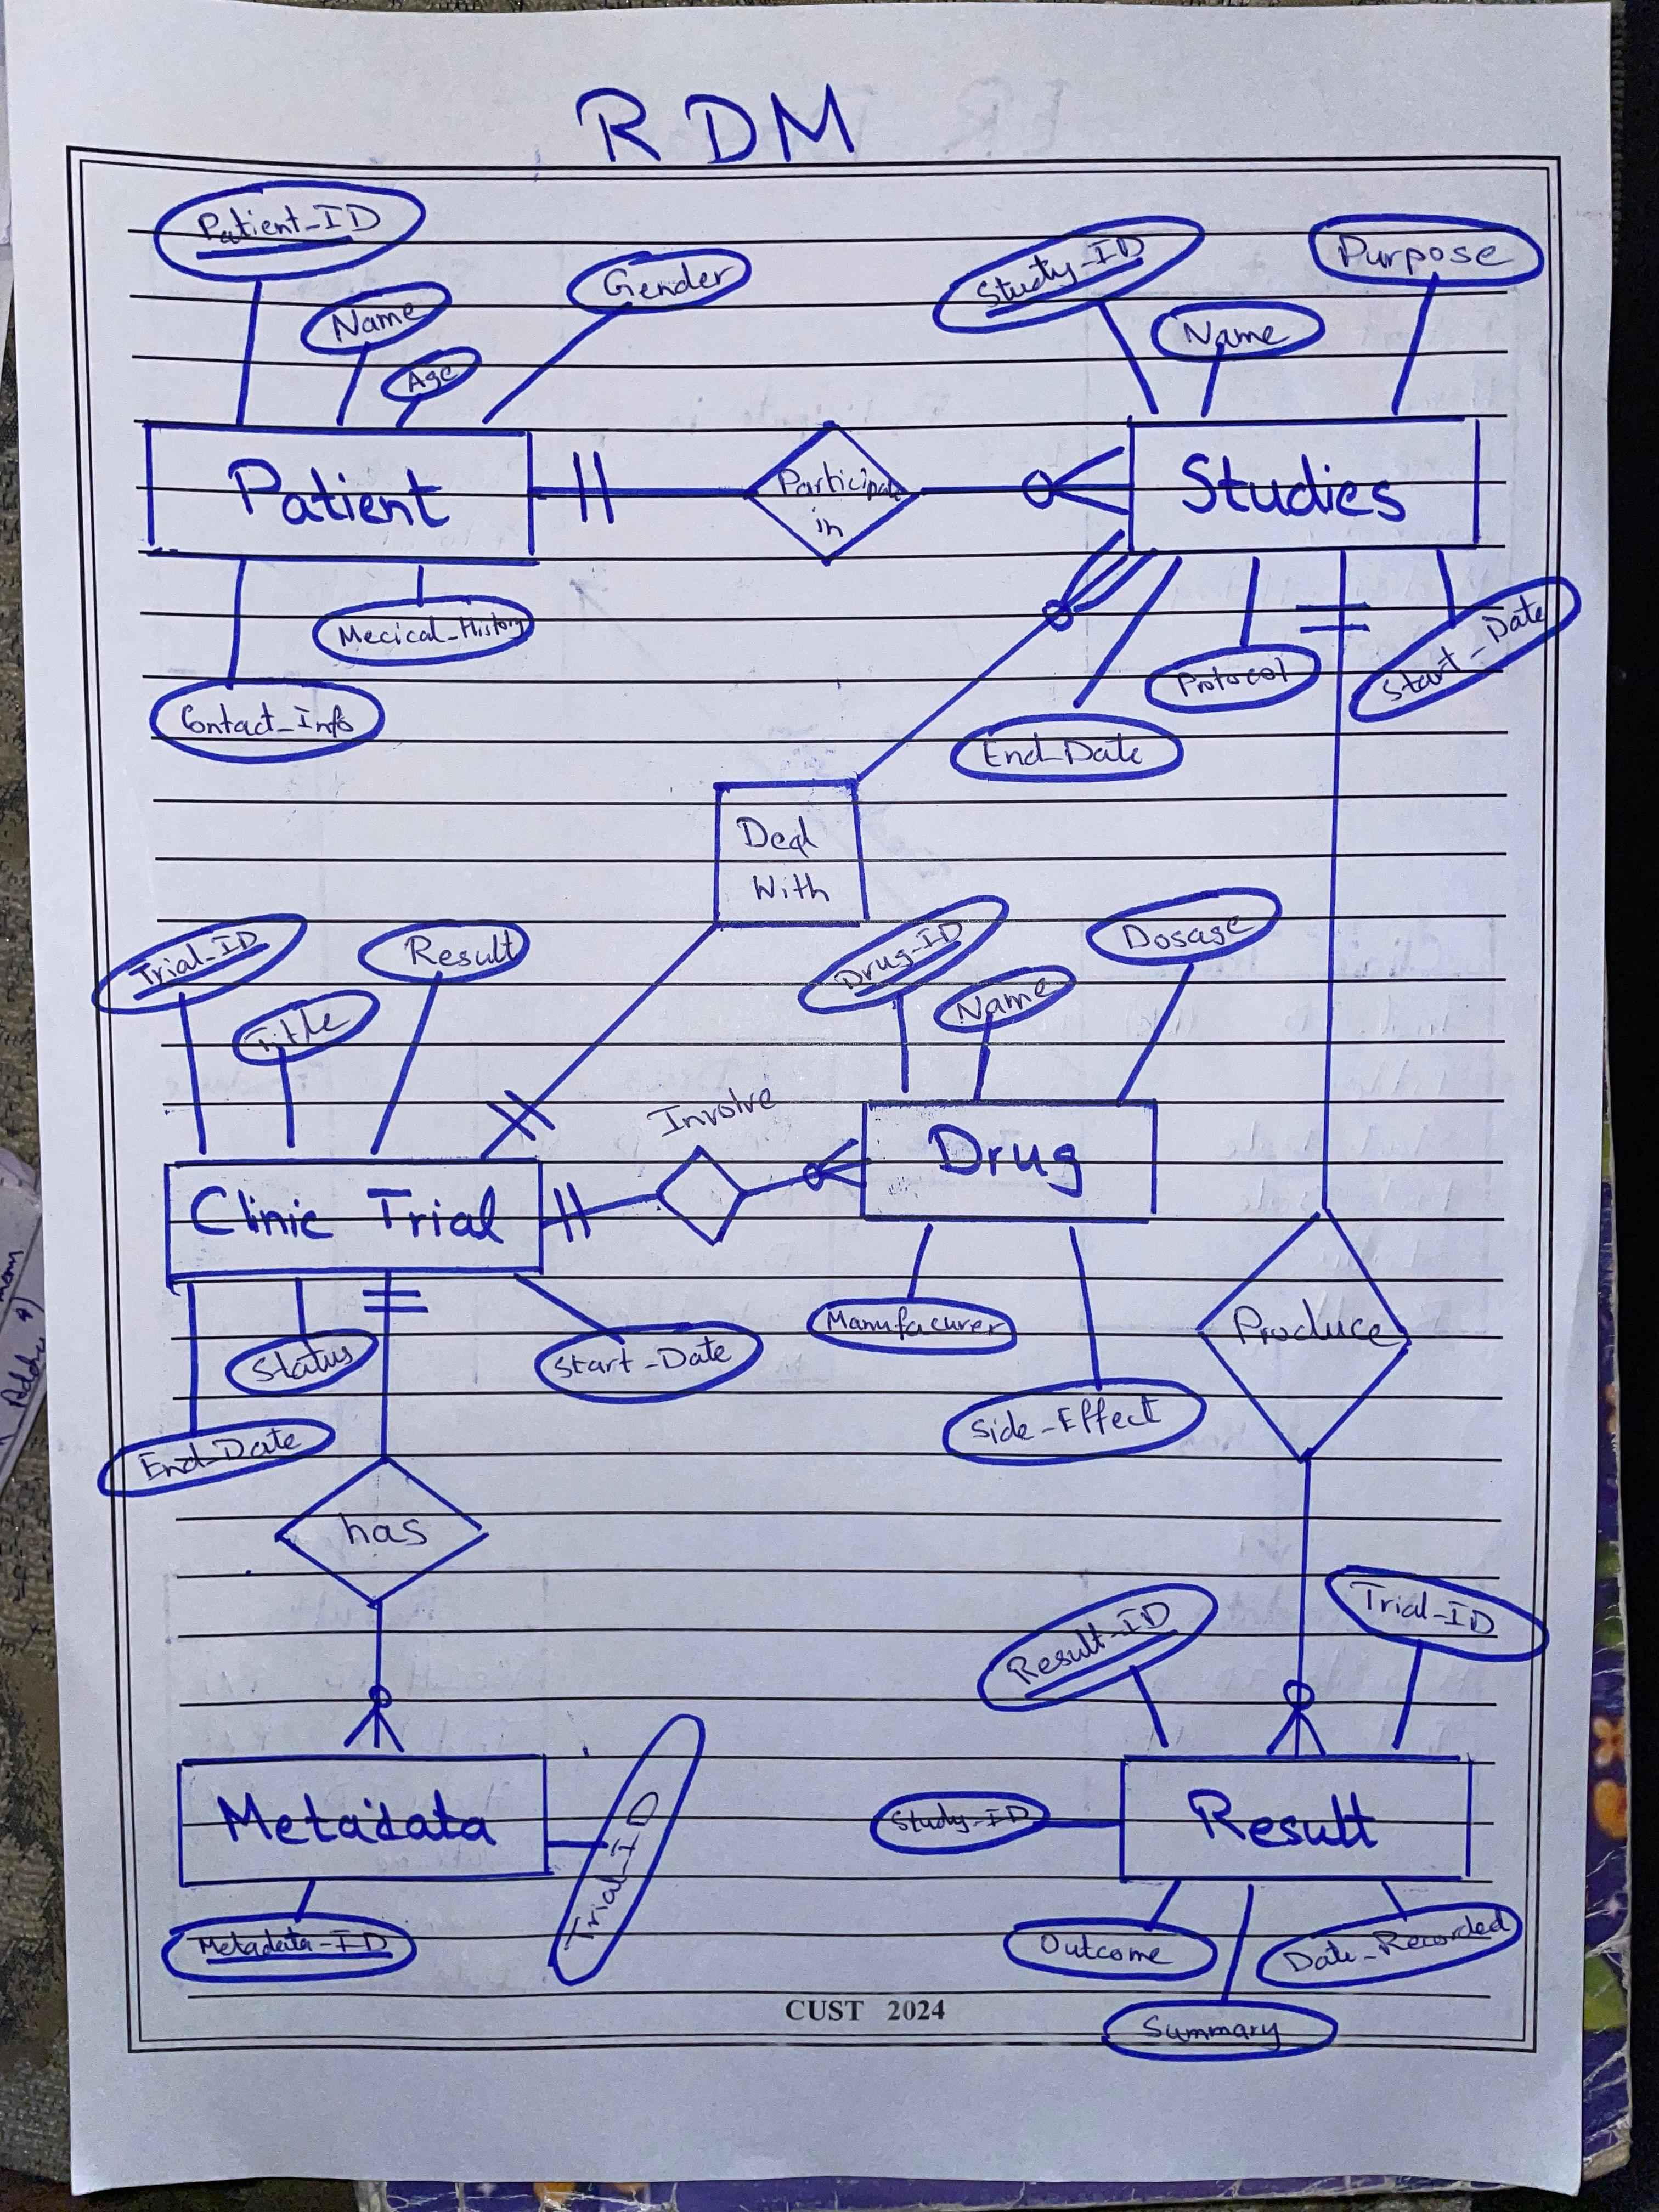 RDM
Patient_ID
Name
Age
Gender
Study_ID
Name
Purpose
Patient
Participate
in
Studies
Mecical_History
Contact_Info
End_Date
Protocol
Start_Date
Deal
With
Trial_ID
Title
Result
Drug_ID
Name
Dosage
Involve
Clinic Trial
Drug
Status
End_Date
Start_Date
Manufacurer
Side_Effect
Produce
has
Result_ID
Trial_ID
Metadata
Trial_ID
Study_ID
Result
Metadata_ID
Outcome
Date_Recorded
Summary
CUST 2024